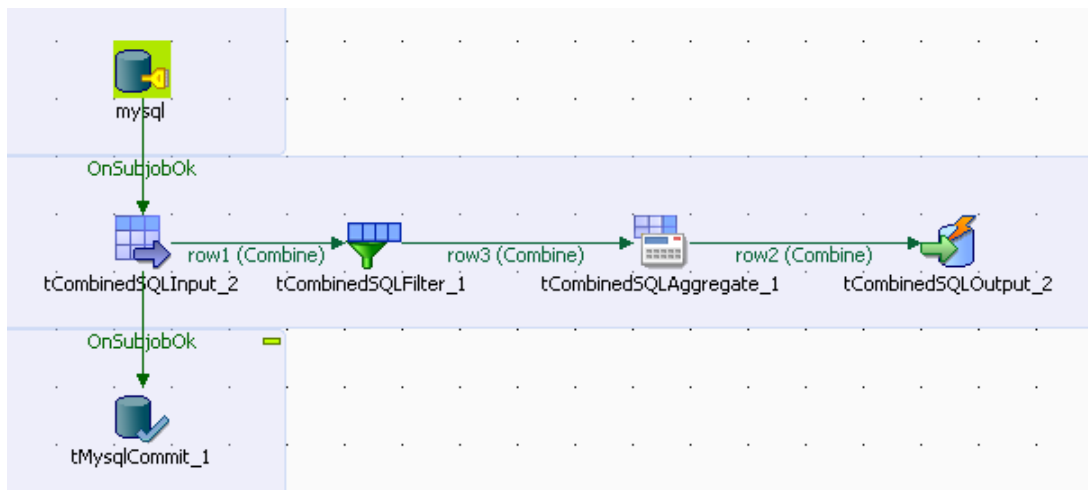 mysql
OnSubjobOk
row1 (Combine)
row3 (Combine)
row2 (Combine)
tCombinedSQLInput_2
tCombinedSQLFilter_1
tCombinedSQLAggregate_1
tCombinedSQLOutput_2
OnSubjobOk
tMysqlCommit_1